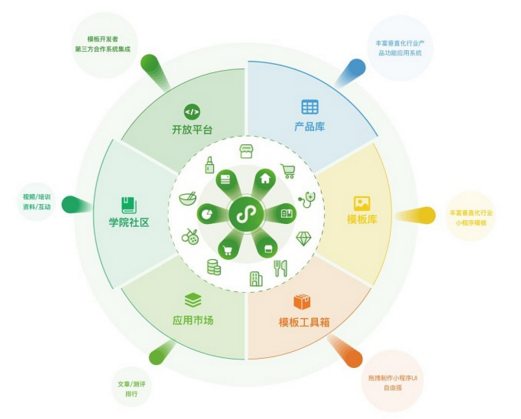 模板开发者
第三方合作系统集成
丰富垂直化行业产
品功能应用系统
</>
开放平台
产品库
视频/培训
资料/互动
学院社区
模板库
丰富垂直化行业
小程序模板
应用市场
模板工具箱
文章/测评
排行
拖拽制作小程序UI
自由搭